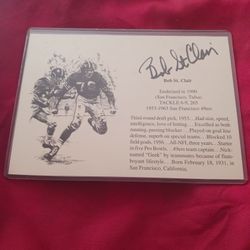 Bob St. Clair
Bob St. Clair
Enshrined in 1990
(San Francisco, Tulsa)
TACKLE 6-9, 265
1953-1963 San Francisco 49ers
Third round draft pick, 1953 . . . Had size, speed,
intelligence, love of hitting . . . Excelled as both
running, passing blocker . . . Played on goal line
defense, superb on special teams . . . Blocked 10
field goals, 1956 . . . All-NFL three years . . . Starter
in five Pro Bowls . . . 49ers team captain . . . Nick-
named "Geek" by teammates because of flam-
boyant lifestyle . . . Born February 18, 1931, in
San Francisco, California.